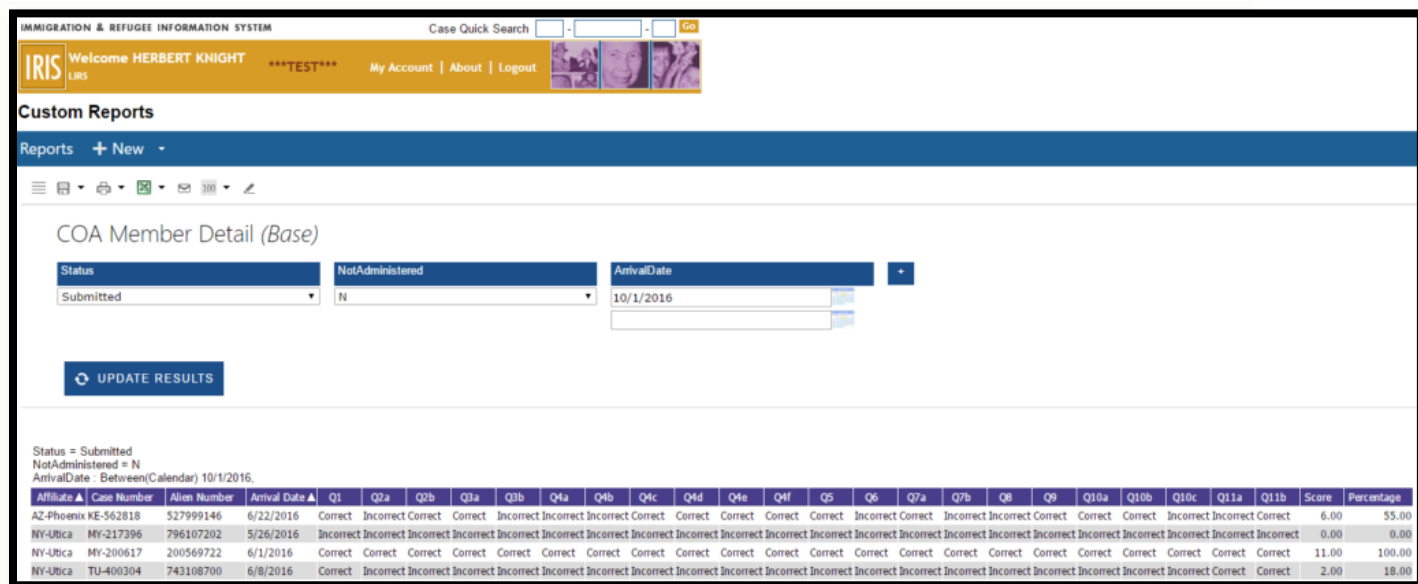 IMMIGRATION & REFUGEE INFORMATION SYSTEM Case Quick Search - - Go
IRIS Welcome HERBERT KNIGHT ***TEST*** My Account | About | Logout
LIRS
Custom Reports
Reports + New
100
COA Member Detail (Base)
Status NotAdministered ArrivalDate +
Submitted N 10/1/2016
UPDATE RESULTS
Status = Submitted
NotAdministered = N
ArrivalDate : Between(Calendar) 10/1/2016,
Affiliate ▲ Case Number Alien Number Arrival Date ▲ Q1 Q2a Q2b Q3a Q3b Q4a Q4b Q4c Q4d Q4e Q4f Q5 Q6 Q7a Q7b Q8 Q9 Q10a Q10b Q10c Q11a Q11b Score Percentage
AZ-Phoenix KE-562818 527999146 6/22/2016 Correct Incorrect Correct Correct Incorrect Incorrect Incorrect Correct Correct Correct Correct Correct Incorrect Correct Incorrect Incorrect Correct Correct Correct Incorrect Incorrect Correct 6.00 55.00
NY-Utica MY-217396 796107202 5/26/2016 Incorrect Incorrect Incorrect Incorrect Incorrect Incorrect Incorrect Incorrect Incorrect Incorrect Incorrect Incorrect Incorrect Incorrect Incorrect Incorrect Incorrect Incorrect Incorrect Incorrect Incorrect Incorrect 0.00 0.00
NY-Utica MY-200617 200569722 6/1/2016 Correct Correct Correct Correct Correct Correct Correct Correct Correct Correct Correct Correct Correct Correct Correct Correct Correct Correct Correct Correct Correct Correct 11.00 100.00
NY-Utica TU-400304 743108700 6/8/2016 Correct Incorrect Incorrect Incorrect Incorrect Incorrect Incorrect Incorrect Incorrect Incorrect Incorrect Incorrect Incorrect Incorrect Incorrect Incorrect Incorrect Incorrect Incorrect Incorrect Correct Correct 2.00 18.00